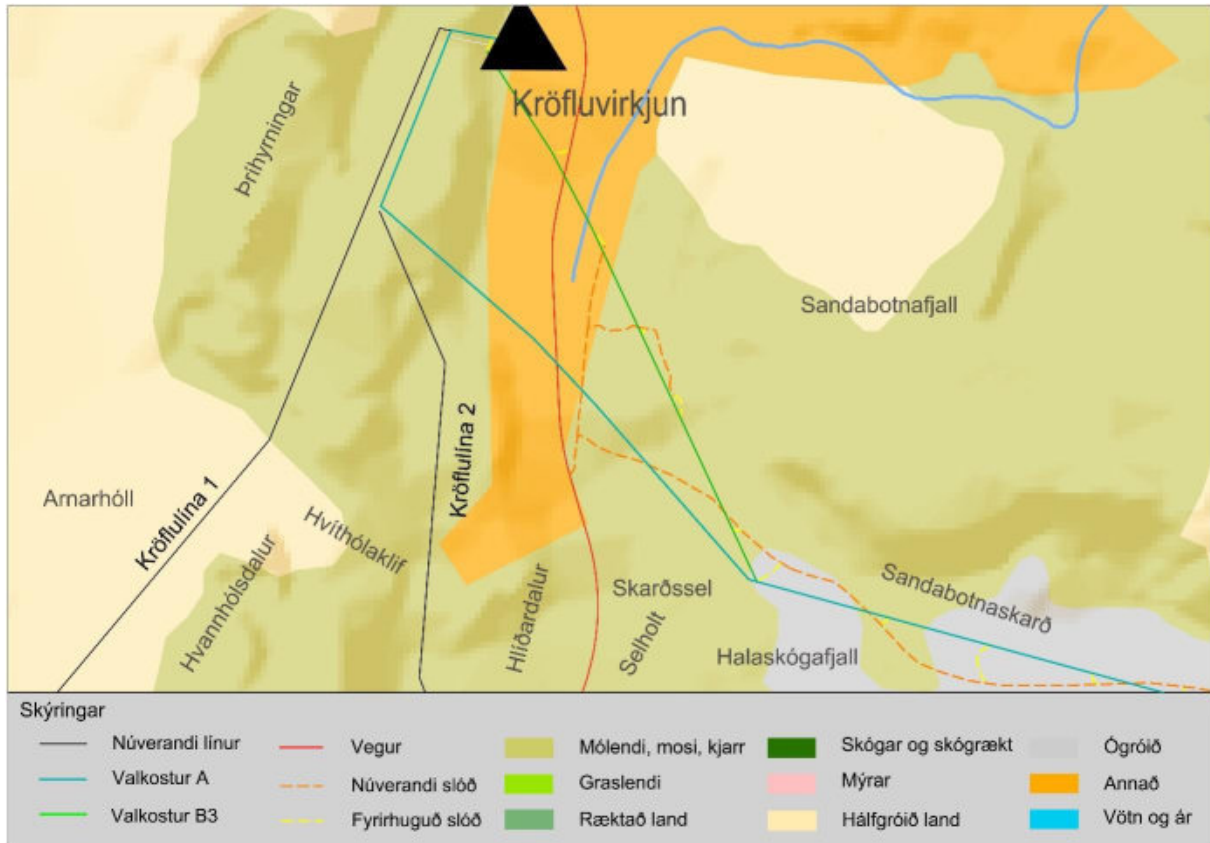 Kröfluvirkjun
Þríhyrningar
Sandabotnafjall
Kröflulína 2
Arnarhóll
Kröflulína 1
Hvíthólaklif
Hvannhólsdalur
Hlíðardalur
Skarðssel
Selholt
Sandabotnaskarð
Halaskógafjall
Skýringar
Núverandi línur
Vegur
Mólendi, mosi, kjarr
Skógar og skógrækt
Ógróið
Valkostur A
Núverandi slóð
Graslendi
Mýrar
Annað
Valkostur B3
Fyrirhuguð slóð
Ræktað land
Hálfgróið land
Vötn og ár